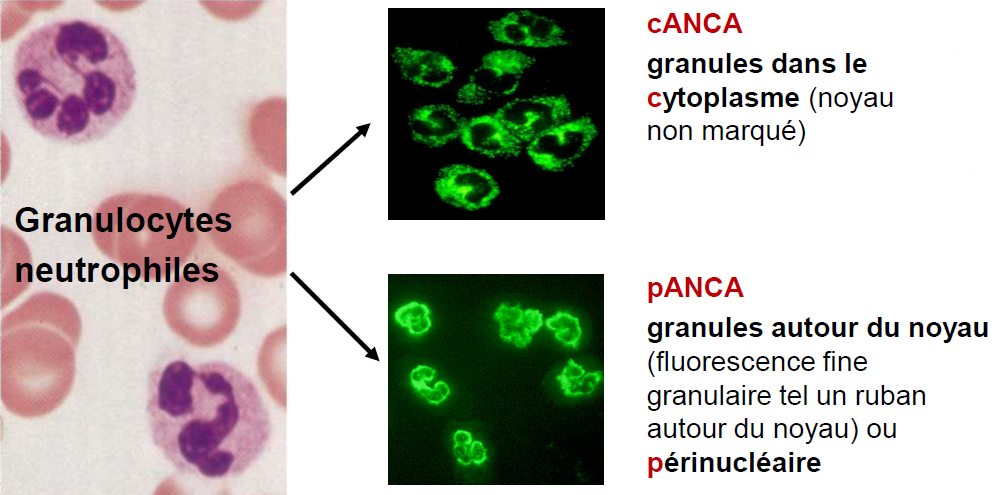 Granulocytes
neutrophiles
cANCA
granules dans le
cytoplasme (noyau
non marqué)
pANCA
granules autour du noyau
(fluorescence fine
granulaire tel un ruban
autour du noyau) ou
périnucléaire